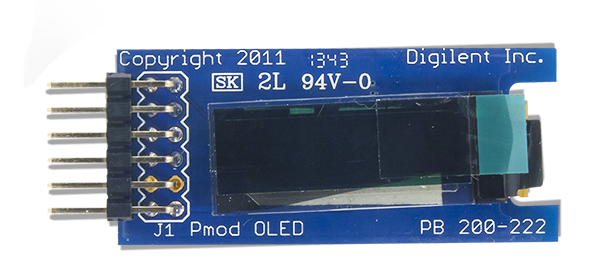 Copyright 2011 1343 Digilent Inc.
SK 2L 94V-0
J1 Pmod OLED PB 200-222